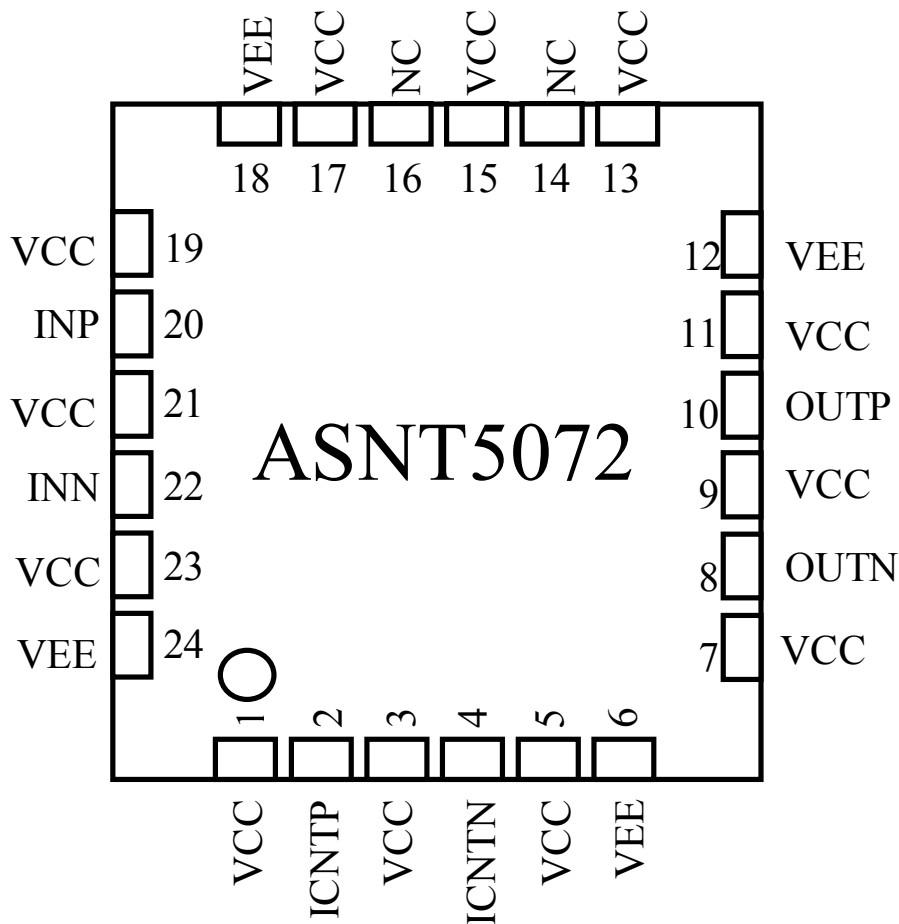 VEE VCC NC VCC NC VCC
18 17 16 15 14 13
VCC 19
12 VEE
INP 20
11 VCC
VCC 21
10 OUTP
ASNT5072
INN 22
9 VCC
VCC 23
8 OUTN
VEE 24
7 VCC
1 2 3 4 5 6
VCC ICNTP VCC ICNTN VCC VEE